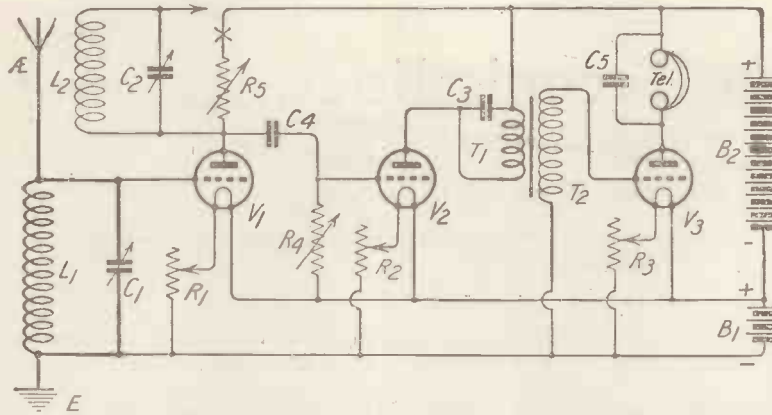 Æ
L2
C2
R5
C4
C3
C5
Tel.
+
B2
T1
T2
V1
V2
V3
L1
C1
R1
R4
R2
R3
-
+
B1
-
E